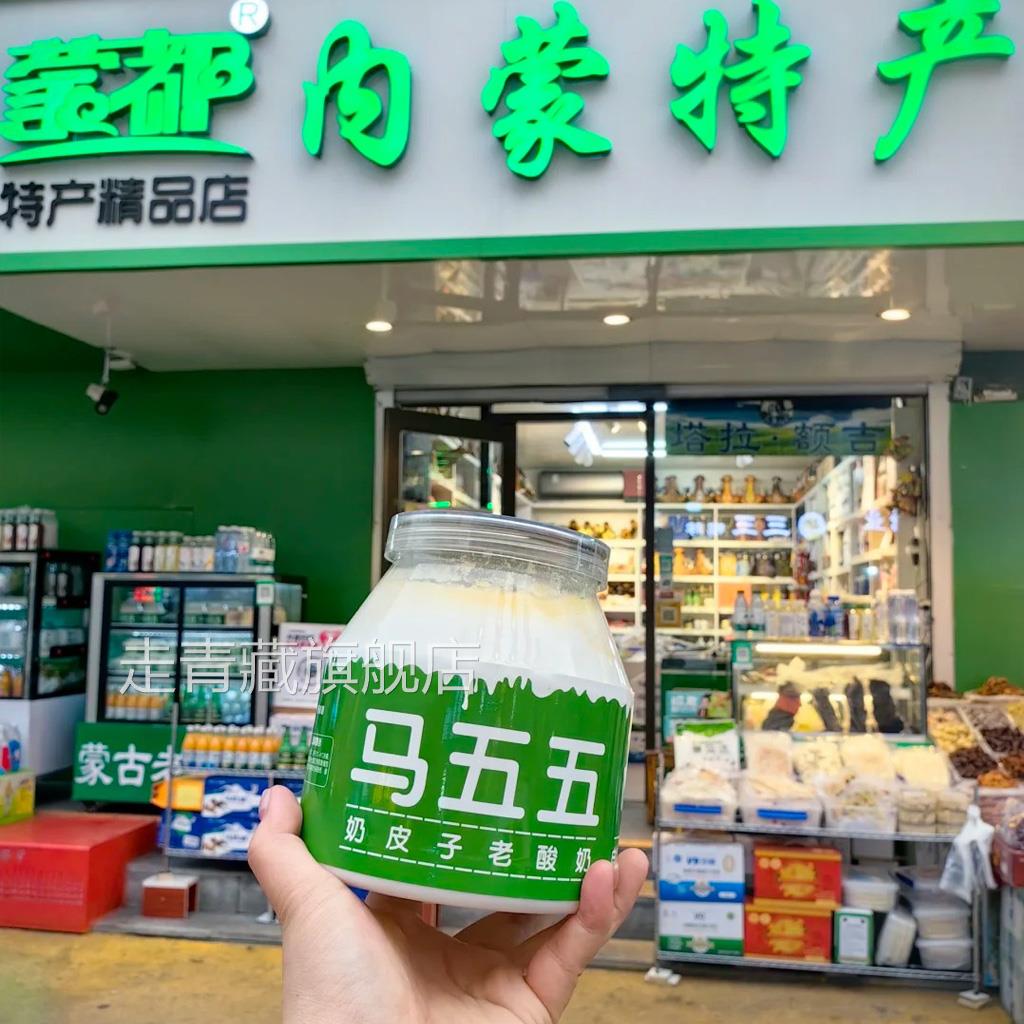 蒙都®
内蒙特产
特产精品店
塔拉·额吉
走青藏旗舰店
马五五
奶皮子老酸奶
蒙古老